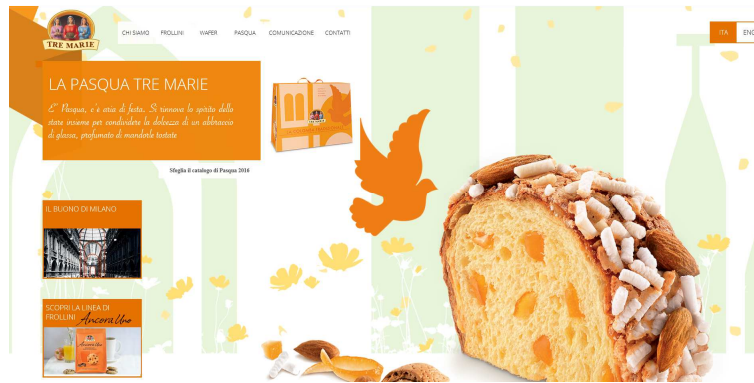 TRE MARIE
CHI SIAMO FROLLINI WAFER PASQUA COMUNICAZIONE CONTATTI
ITA ENG
LA PASQUA TRE MARIE
E' Pasqua, c'è aria di festa. Si rinnova lo spirito dello
stare insieme per condividere la dolcezza di un abbraccio
di glassa, profumato di mandorle tostate
Sfoglia il catalogo di Pasqua 2016
IL BUONO DI MILANO
SCOPRI LA LINEA DI
FROLLINI Ancora Uno